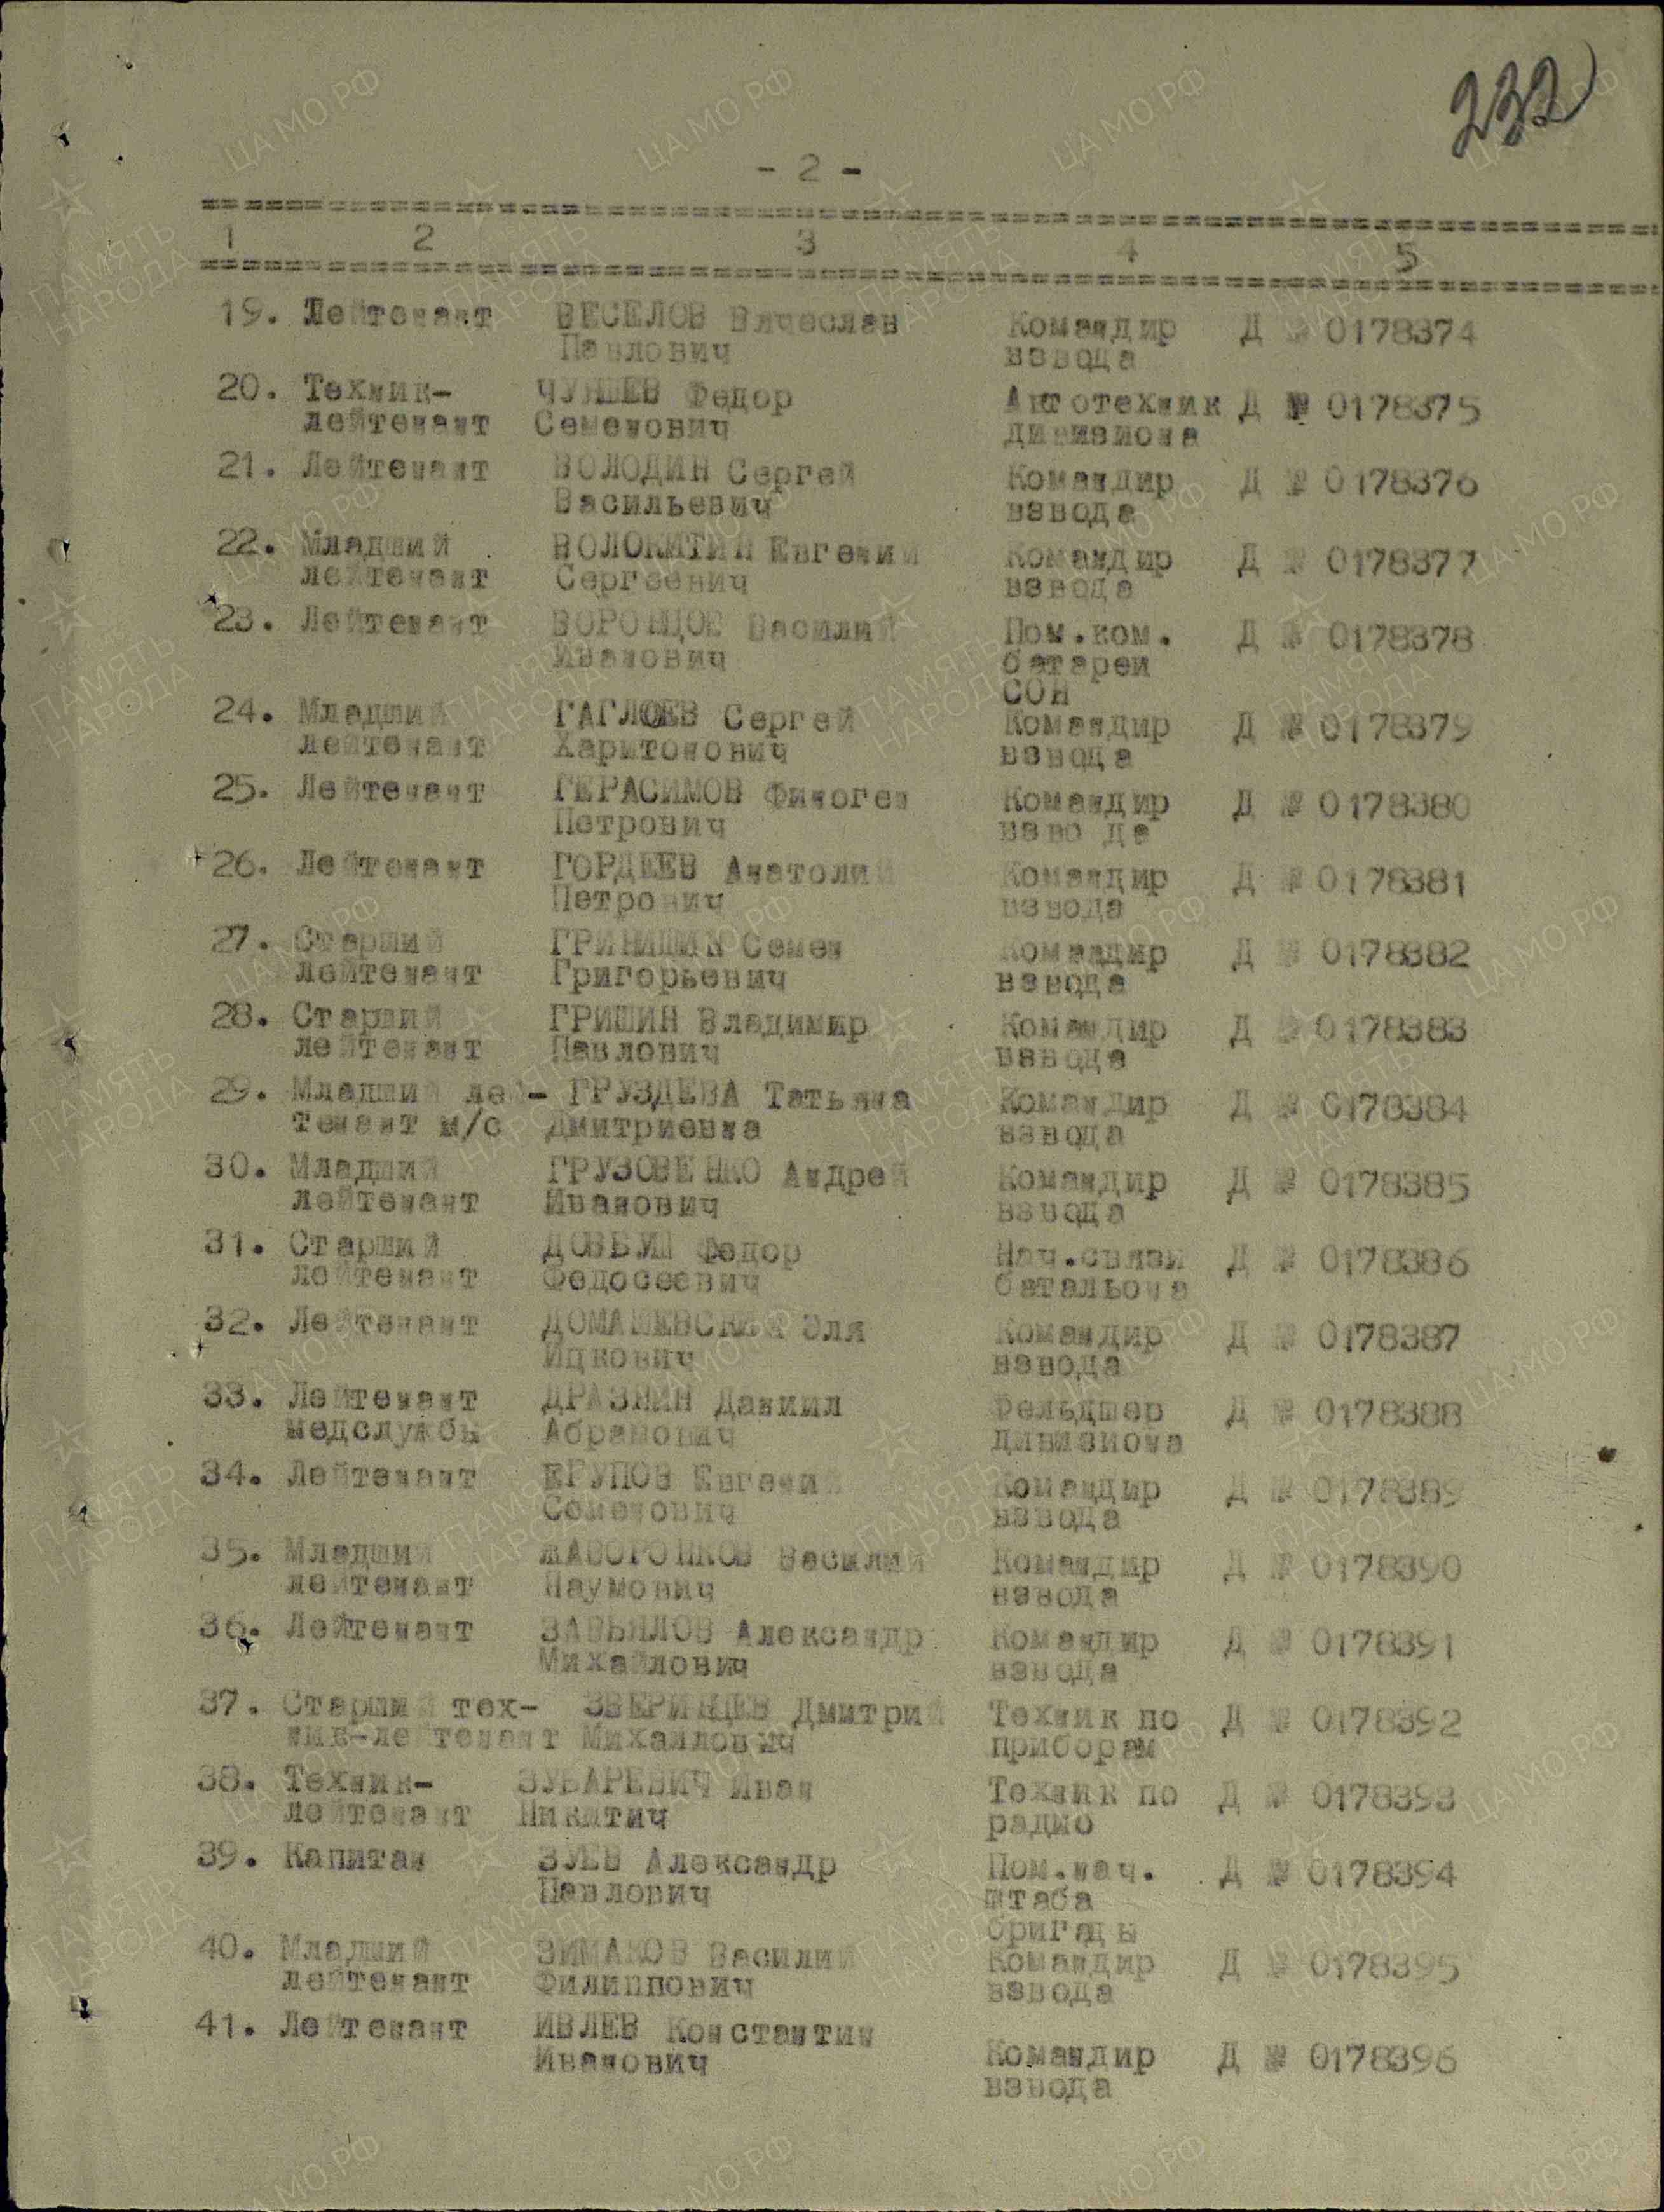 232
- 2 -
1 2 3 4 5
19. Лейтенант ВЕСЕЛОВ Вячеслав Командир Д № 0178374
Павлович взвода
20. Техник- Федор Автотехник Д № 0178375
лейтенант Семенович дивизиона
21. Лейтенант ВОЛОДИН Сергей Командир Д № 0178376
Васильевич взвода
22. Младший ВОЛОКИТИН Евгений Командир Д № 0178377
лейтенант Сергеевич взвода
23. Лейтенант ВОРОНЦОВ Василий Пом.ком. Д № 0178378
Иванович батареи
СОН
24. Младший ГАГЛОЕВ Сергей Командир Д № 0178379
лейтенант Харитонович взвода
25. Лейтенант ГЕРАСИМОВ Финоген Командир Д № 0178380
Петрович взво да
26. Лейтенант ГОРДЕЕВ Анатолий Командир Д № 0178381
Петрович взвода
27. Старший ГРИНИШИН Семен Командир Д № 0178382
лейтенант Григорьевич взвода
28. Старший ГРИШИН Владимир Командир Д № 0178383
лейтенант Павлович взвода
29. Младший лей- ГРУЗДЕВА Татьяна Командир Д № 0178384
тенант м/с Дмитриевна взвода
30. Младший ГРУЗОВЕНКО Андрей Командир Д № 0178385
лейтенант Иванович взвода
31. Старший ДОВБУШ Федор Нач.связи Д № 0178386
лейтенант Федосеевич батальона
32. Лейтенант ДОМАШЕВСКИЙ Эля Командир Д № 0178387
Ицкович взвода
33. Лейтенант ДРАЗНИН Даниил Фельдшер Д № 0178388
медслужбы Абрамович дивизиона
34. Лейтенант ЕГУПОВ Евгений Командир Д № 0178389
Семенович взвода
35. Младший ЖАВОРОНКОВ Василий Командир Д № 0178390
лейтенант Наумович взвода
36. Лейтенант ЗАВЬЯЛОВ Александр Командир Д № 0178391
Михайлович взвода
37. Старший тех- ЗВЕРИНЦЕВ Дмитрий Техник по Д № 0178392
ник-лейтенант Михайлович приборам
38. Техник- ЗУБАРЕВИЧ Иван Техник по Д № 0178393
лейтенант Никитич радио
39. Капитан ЗУЕВ Александр Пом.нач. Д № 0178394
Павлович штаба
бригады
40. Младший ЗИМАКОВ Василий Командир Д № 0178395
лейтенант Филиппович взвода
41. Лейтенант ИВЛЕВ Константин Командир Д № 0178396
Иванович взвода